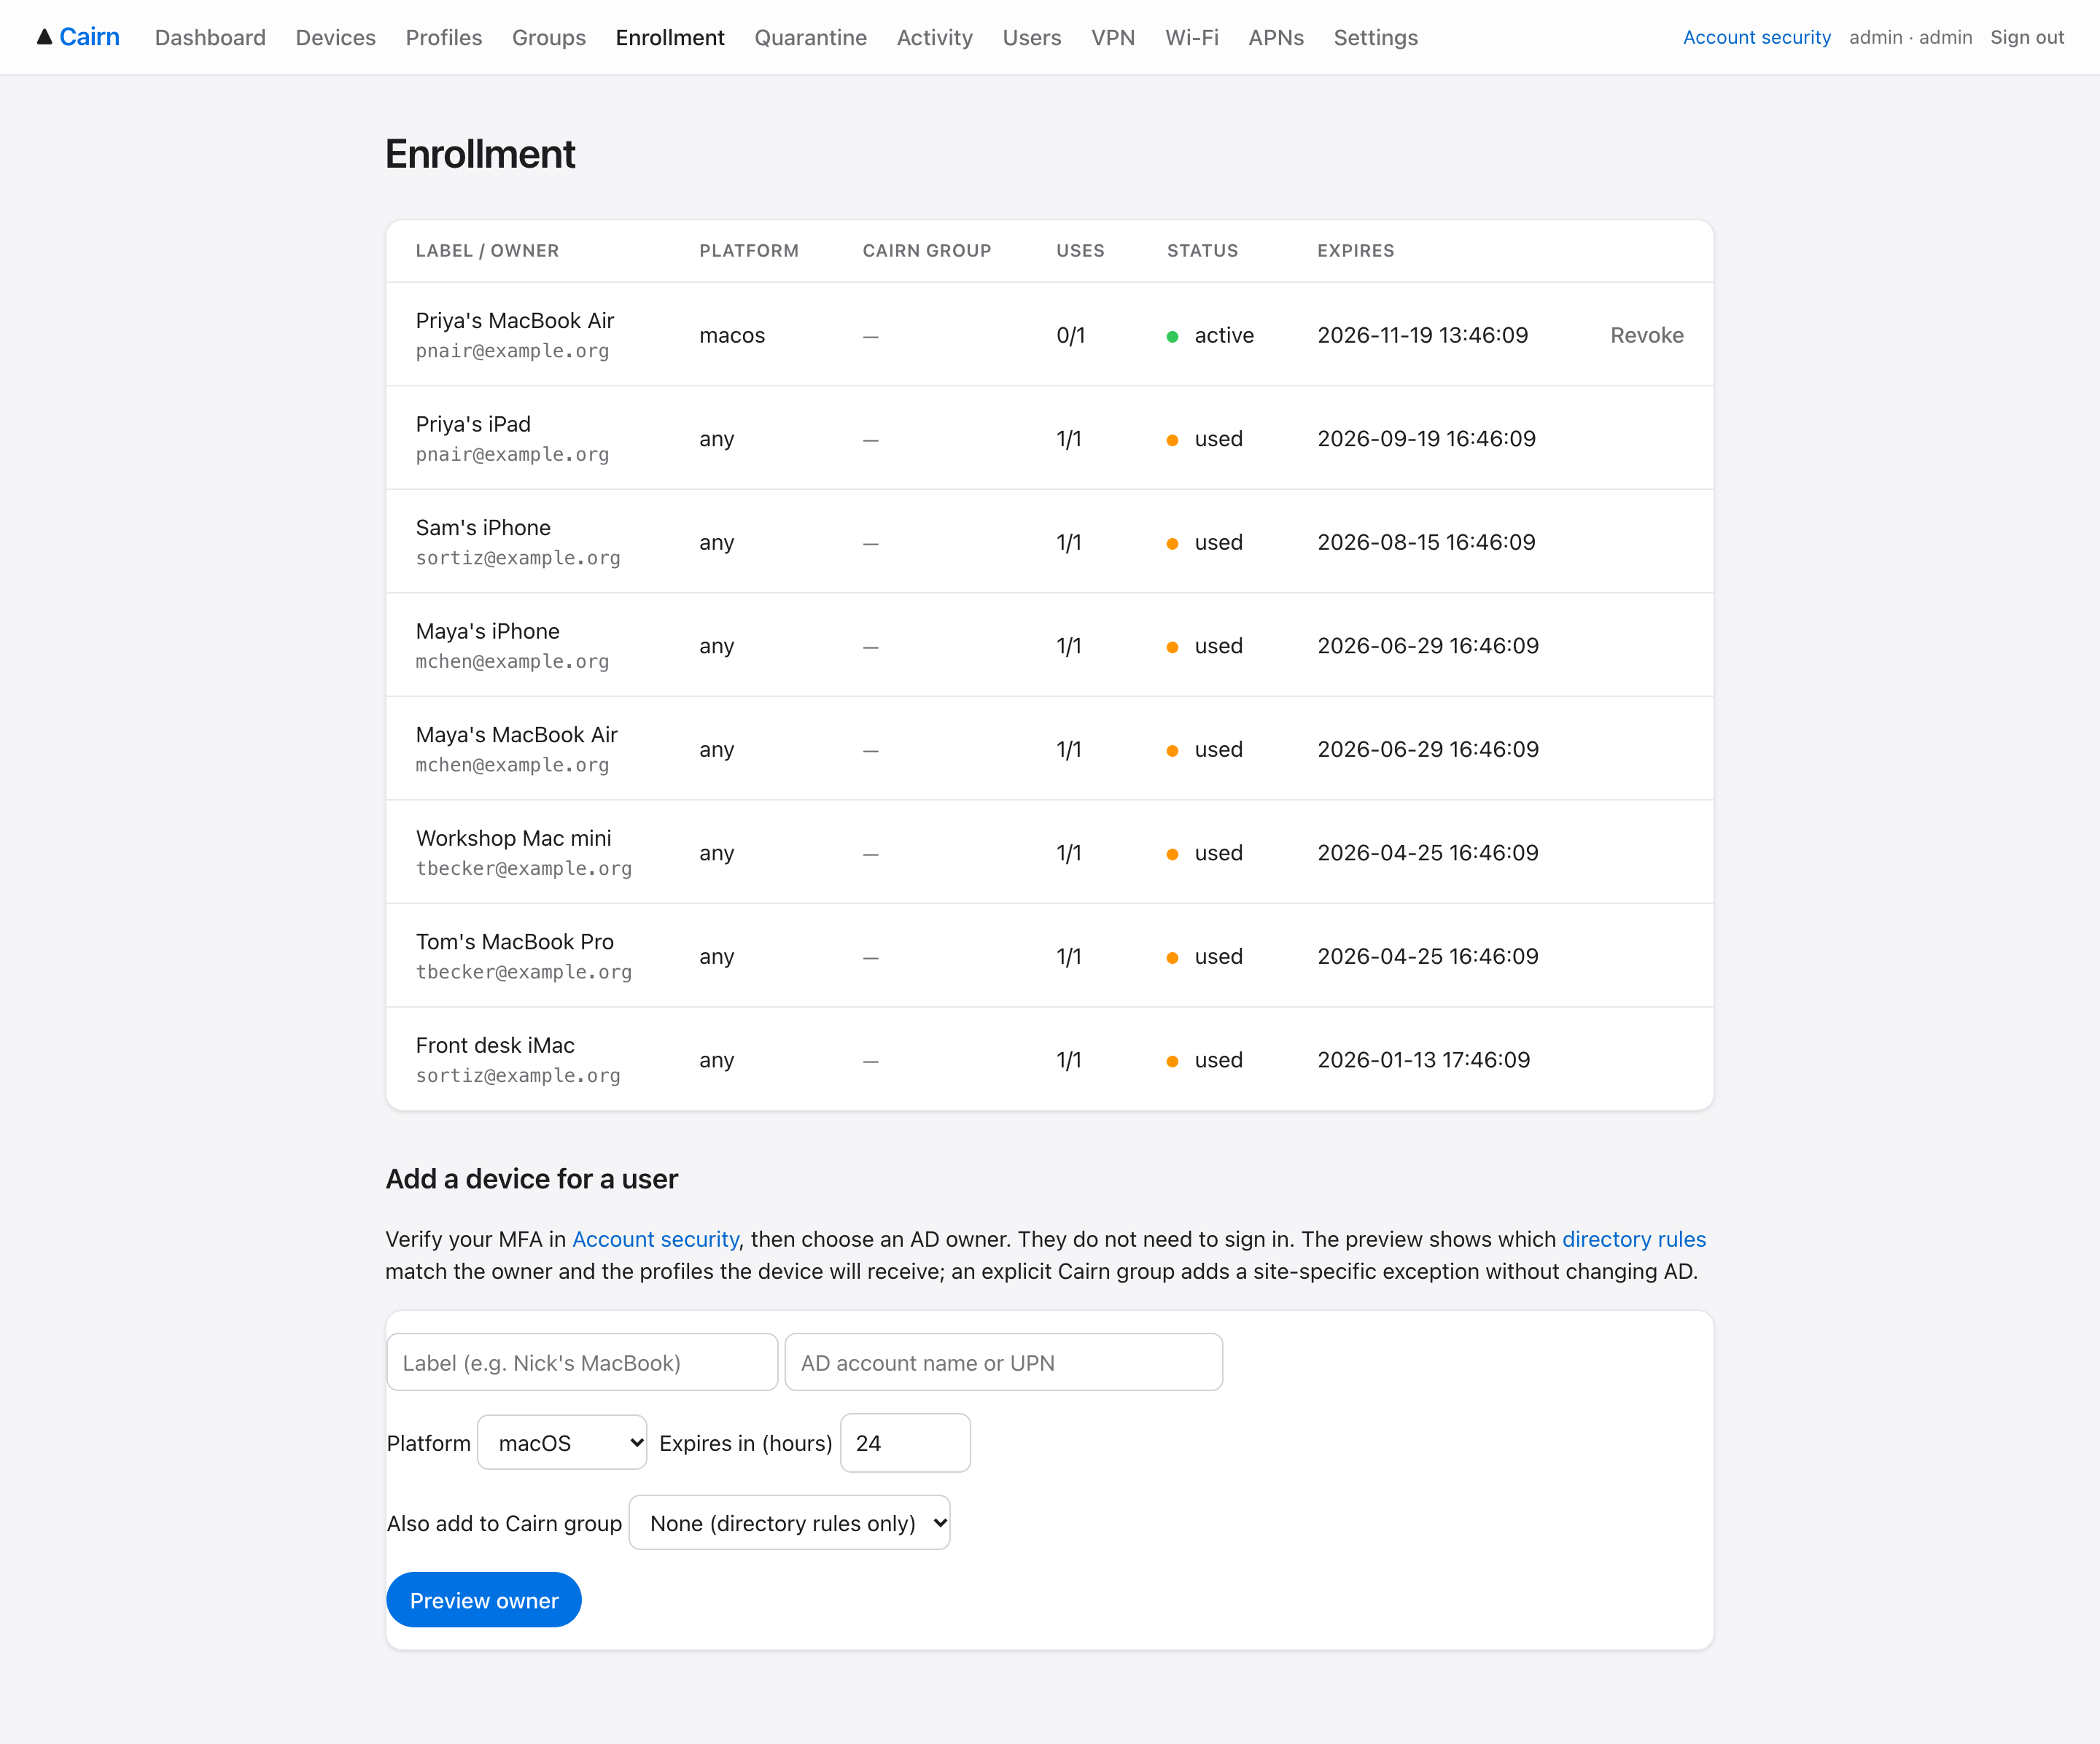 ▲ Cairn Dashboard Devices Profiles Groups Enrollment Quarantine Activity Users VPN Wi-Fi APNs Settings Account security admin · admin Sign out
Enrollment
LABEL / OWNER PLATFORM CAIRN GROUP USES STATUS EXPIRES
Priya's MacBook Air
pnair@example.org
macos — 0/1 active 2026-11-19 13:46:09 Revoke
Priya's iPad
pnair@example.org
any — 1/1 used 2026-09-19 16:46:09
Sam's iPhone
sortiz@example.org
any — 1/1 used 2026-08-15 16:46:09
Maya's iPhone
mchen@example.org
any — 1/1 used 2026-06-29 16:46:09
Maya's MacBook Air
mchen@example.org
any — 1/1 used 2026-06-29 16:46:09
Workshop Mac mini
tbecker@example.org
any — 1/1 used 2026-04-25 16:46:09
Tom's MacBook Pro
tbecker@example.org
any — 1/1 used 2026-04-25 16:46:09
Front desk iMac
sortiz@example.org
any — 1/1 used 2026-01-13 17:46:09
Add a device for a user
Verify your MFA in Account security, then choose an AD owner. They do not need to sign in. The preview shows which directory rules
match the owner and the profiles the device will receive; an explicit Cairn group adds a site-specific exception without changing AD.
Label (e.g. Nick's MacBook) AD account name or UPN
Platform macOS Expires in (hours) 24
Also add to Cairn group None (directory rules only)
Preview owner